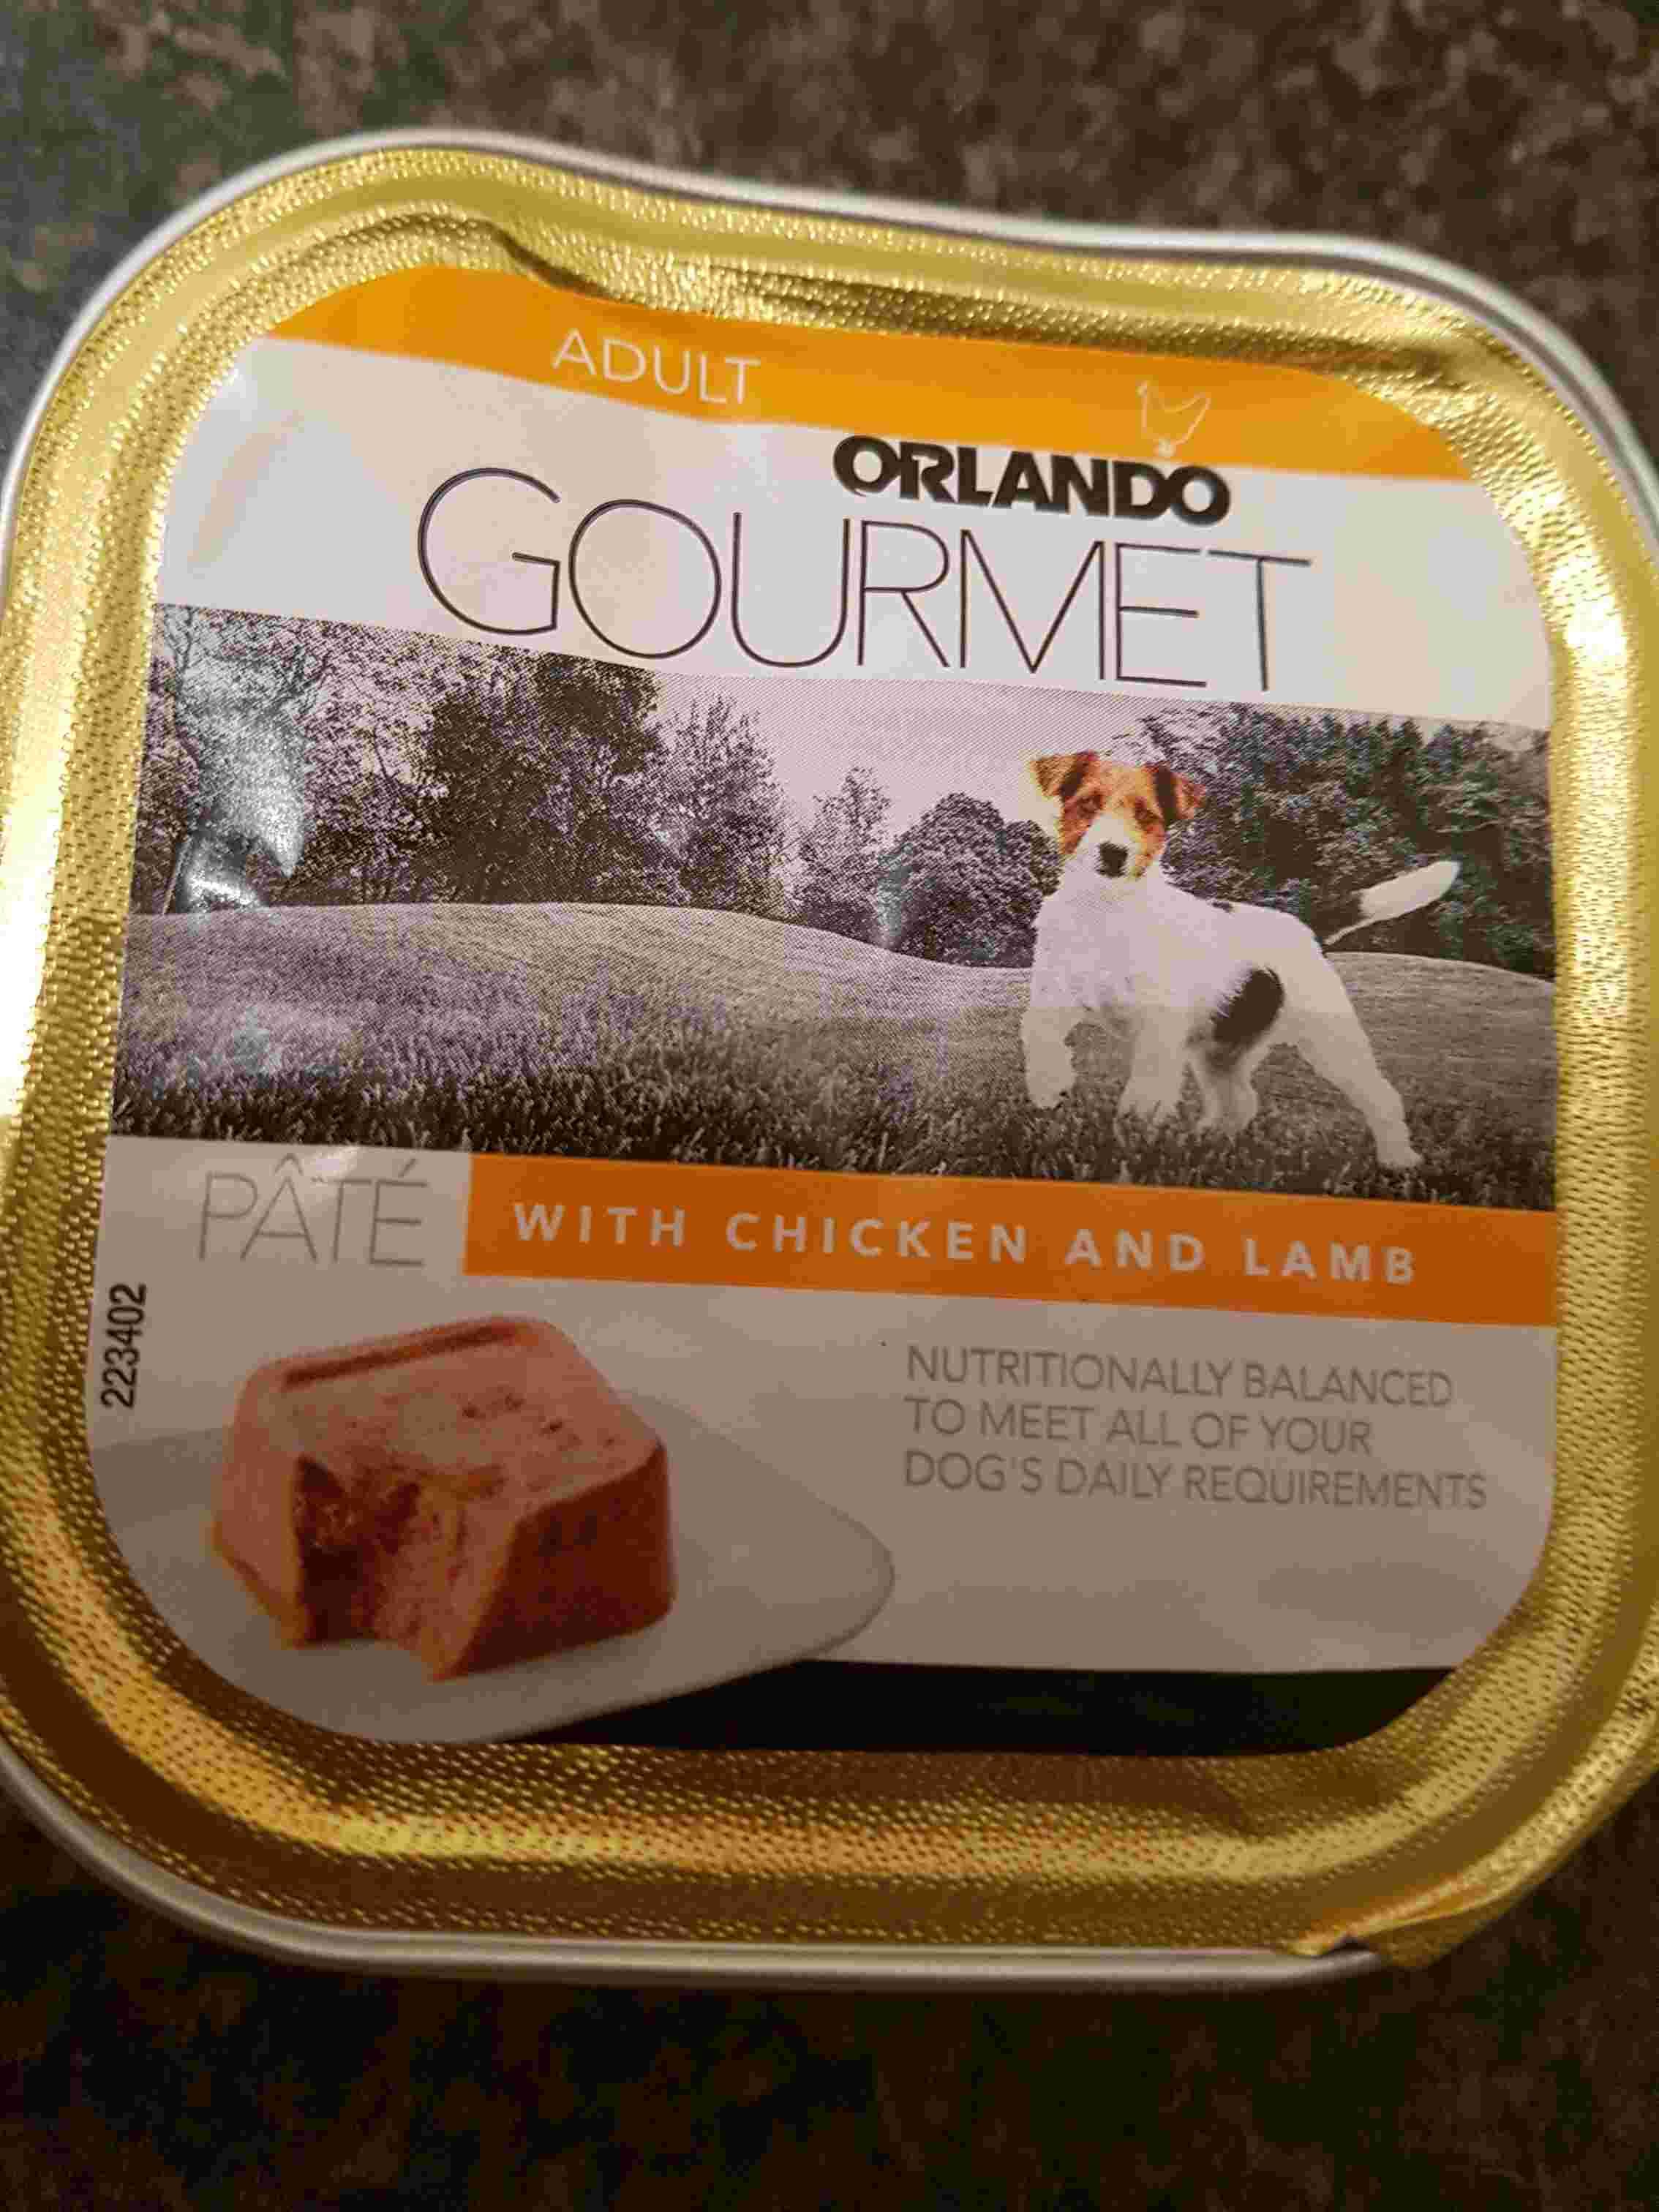 ADULT
ORLANDO
GOURMET
PÂTÉ WITH CHICKEN AND LAMB
223402
NUTRITIONALLY BALANCED
TO MEET ALL OF YOUR
DOG'S DAILY REQUIREMENTS